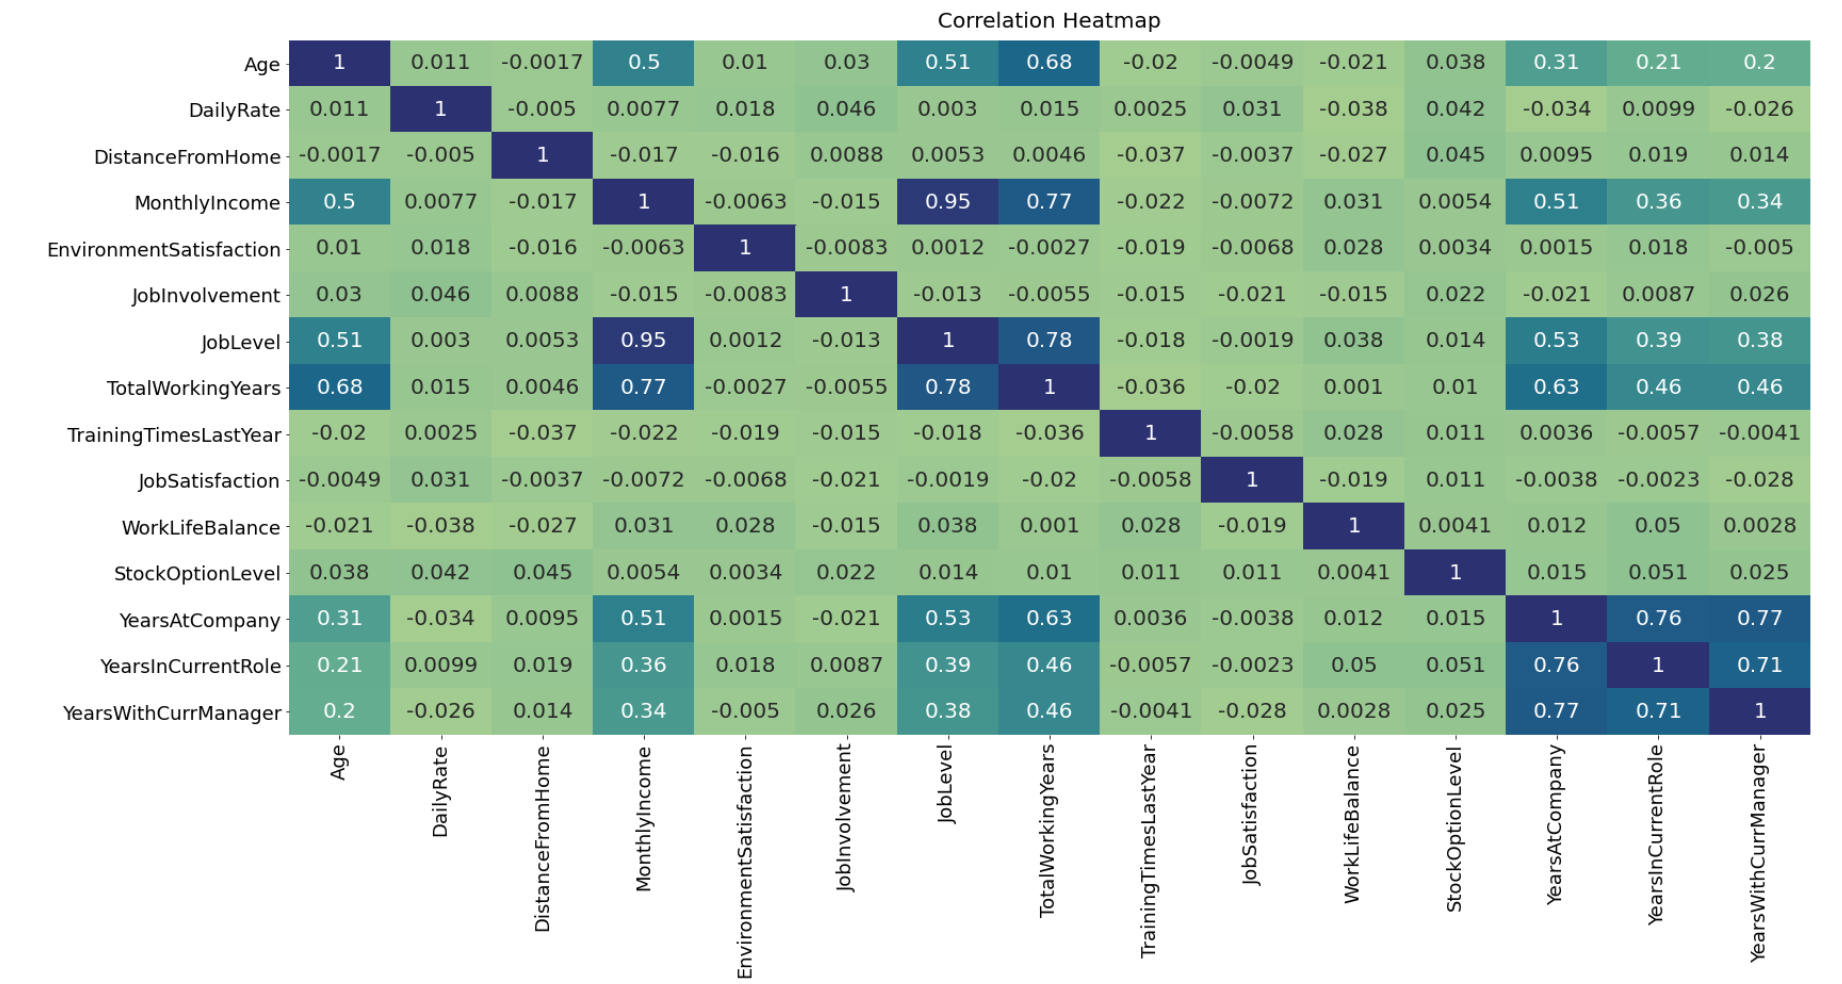 Correlation Heatmap
Age 1 0.011 -0.0017 0.5 0.01 0.03 0.51 0.68 -0.02 -0.0049 -0.021 0.038 0.31 0.21 0.2
DailyRate 0.011 1 -0.005 0.0077 0.018 0.046 0.003 0.015 0.0025 0.031 -0.038 0.042 -0.034 0.0099 -0.026
DistanceFromHome -0.0017 -0.005 1 -0.017 -0.016 0.0088 0.0053 0.0046 -0.037 -0.0037 -0.027 0.045 0.0095 0.019 0.014
MonthlyIncome 0.5 0.0077 -0.017 1 -0.0063 -0.015 0.95 0.77 -0.022 -0.0072 0.031 0.0054 0.51 0.36 0.34
EnvironmentSatisfaction 0.01 0.018 -0.016 -0.0063 1 -0.0083 0.0012 -0.0027 -0.019 -0.0068 0.028 0.0034 0.0015 0.018 -0.005
JobInvolvement 0.03 0.046 0.0088 -0.015 -0.0083 1 -0.013 -0.0055 -0.015 -0.021 -0.015 0.022 -0.021 0.0087 0.026
JobLevel 0.51 0.003 0.0053 0.95 0.0012 -0.013 1 0.78 -0.018 -0.0019 0.038 0.014 0.53 0.39 0.38
TotalWorkingYears 0.68 0.015 0.0046 0.77 -0.0027 -0.0055 0.78 1 -0.036 -0.02 0.001 0.01 0.63 0.46 0.46
TrainingTimesLastYear -0.02 0.0025 -0.037 -0.022 -0.019 -0.015 -0.018 -0.036 1 -0.0058 0.028 0.011 0.0036 -0.0057 -0.0041
JobSatisfaction -0.0049 0.031 -0.0037 -0.0072 -0.0068 -0.021 -0.0019 -0.02 -0.0058 1 -0.019 0.011 -0.0038 -0.0023 -0.028
WorkLifeBalance -0.021 -0.038 -0.027 0.031 0.028 -0.015 0.038 0.001 0.028 -0.019 1 0.0041 0.012 0.05 0.0028
StockOptionLevel 0.038 0.042 0.045 0.0054 0.0034 0.022 0.014 0.01 0.011 0.011 0.0041 1 0.015 0.051 0.025
YearsAtCompany 0.31 -0.034 0.0095 0.51 0.0015 -0.021 0.53 0.63 0.0036 -0.0038 0.012 0.015 1 0.76 0.77
YearsInCurrentRole 0.21 0.0099 0.019 0.36 0.018 0.0087 0.39 0.46 -0.0057 -0.0023 0.05 0.051 0.76 1 0.71
YearsWithCurrManager 0.2 -0.026 0.014 0.34 -0.005 0.026 0.38 0.46 -0.0041 -0.028 0.0028 0.025 0.77 0.71 1
Age
DailyRate
DistanceFromHome
MonthlyIncome
EnvironmentSatisfaction
JobInvolvement
JobLevel
TotalWorkingYears
TrainingTimesLastYear
JobSatisfaction
WorkLifeBalance
StockOptionLevel
YearsAtCompany
YearsInCurrentRole
YearsWithCurrManager